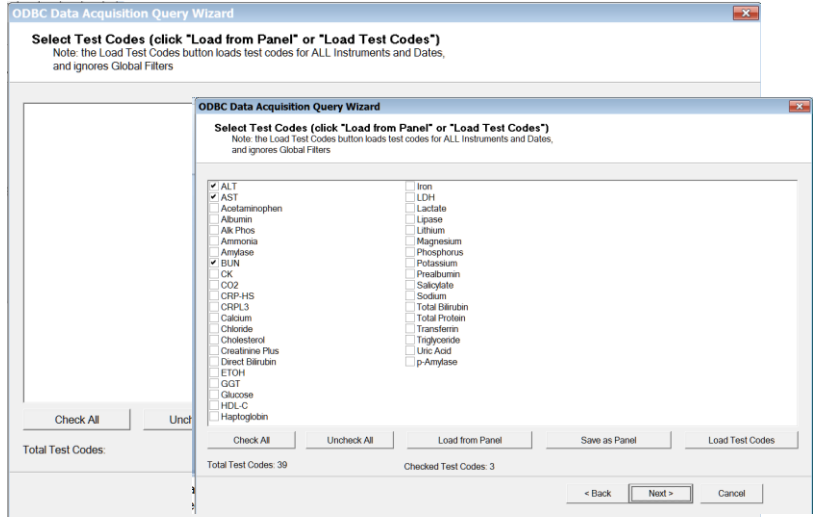 ODBC Data Acquisition Query Wizard
Select Test Codes (click "Load from Panel" or "Load Test Codes")
Note: the Load Test Codes button loads test codes for ALL Instruments and Dates,
and ignores Global Filters
Check All
Total Test Codes:
ODBC Data Acquisition Query Wizard
Select Test Codes (click "Load from Panel" or "Load Test Codes")
Note: the Load Test Codes button loads test codes for ALL Instruments and Dates,
and ignores Global Filters
ALT
AST
Acetaminophen
Albumin
Alk Phos
Ammonia
Amylase
BUN
CK
CO2
CRP-HS
CRPL3
Calcium
Chloride
Cholesterol
Creatinine Plus
Direct Bilirubin
ETOH
GGT
Glucose
HDL-C
Haptoglobin
Iron
LDH
Lactate
Lipase
Lithium
Magnesium
Phosphorus
Potassium
Prealbumin
Salicylate
Sodium
Total Bilirubin
Total Protein
Transferrin
Triglyceride
Uric Acid
p-Amylase
Check All Uncheck All Load from Panel Save as Panel Load Test Codes
Total Test Codes: 39 Checked Test Codes: 3
< Back Next > Cancel